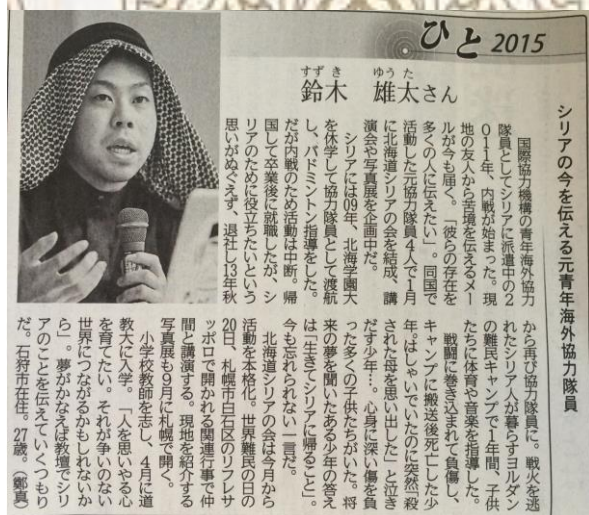 ひと 2015
すずき ゆうた
鈴木 雄太さん
シリアの今を伝える元青年海外協力隊員
国際協力機構の青年海外協力
隊員としてシリアに派遣中の2
011年、内戦が始まった。現
地の友人から苦境を伝えるメー
ルが今も届く。「彼らの存在を
多くの人に伝えたい」。同国で
活動した元協力隊員4人で1月
に北海道シリアの会を結成、講
演会や写真展を企画中だ。
シリアには09年、北海学園大
を休学して協力隊員として渡航
し、バドミントン指導をした。
だが内戦のため活動は中断。帰
国して卒業後に就職したが、シ
リアのために役立ちたいという
思いがぬぐえず、退社し13年秋
から再び協力隊員に。戦火を逃
れたシリア人が暮らすヨルダン
の難民キャンプで1年間、子供
たちに体育や音楽を指導した。
戦闘に巻き込まれて負傷し、
キャンプに搬送後死亡した少
年。はしゃいでいたのに突然「殺
された母を思い出した」と泣き
だす少年…。心身に深い傷を負
った多くの子供たちがいた。将
来の夢を聞いたある少年の答え
は「生きてシリアに帰ること」。
今も忘れられない一言だ。
北海道シリアの会は今月から
活動を本格化。世界難民の日の
20日、札幌市白石区のリフレサ
ッポロで開かれる関連行事で仲
間と講演する。現地を紹介する
写真展も9月に札幌で開く。
小学校教師を志し、4月に道
教大に入学。「人を思いやる心
を育てたい。それが争いのない
世界につながるかもしれないか
ら」。夢がかなえば教壇でシリ
アのことを伝えていくつもり
だ。石狩市在住。27歳。(鄭真)